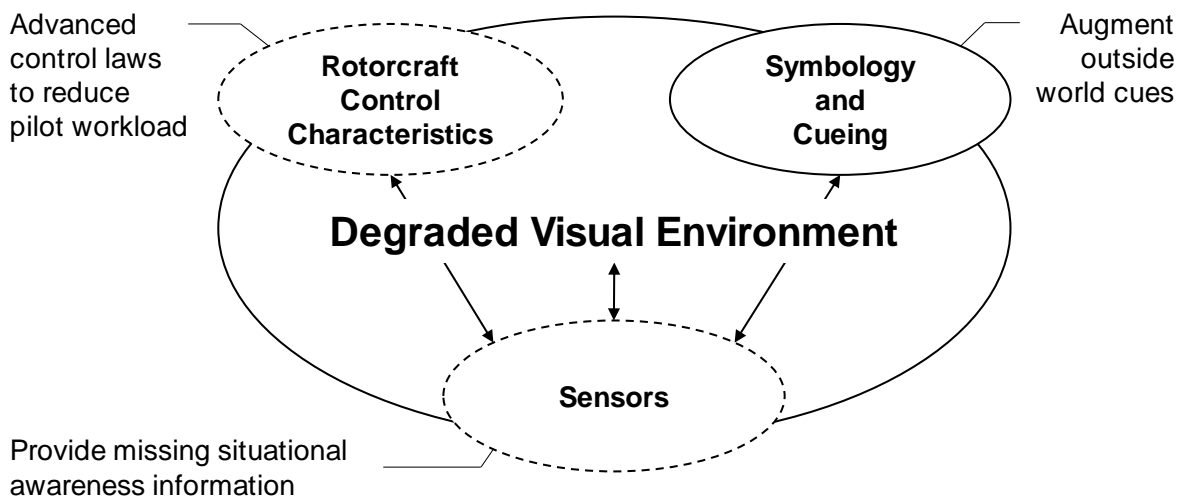 Advanced
control laws
to reduce
pilot workload
Rotorcraft
Control
Characteristics
Symbology
and
Cueing
Augment
outside
world cues
Degraded Visual Environment
Sensors
Provide missing situational
awareness information